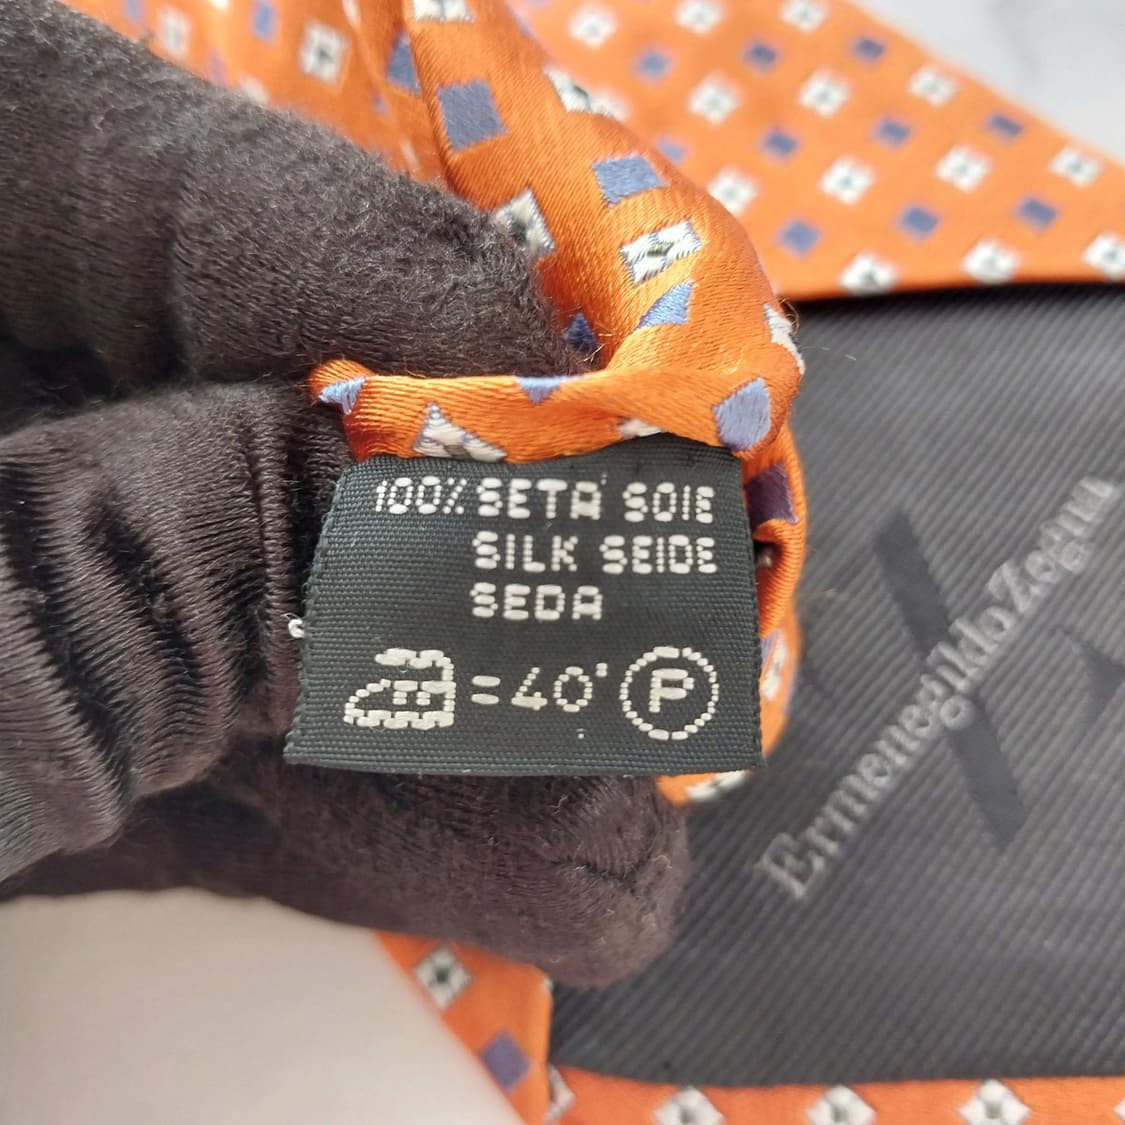 100% SETA SOIE
SILK SEIDE
SEDA
=40° P
Ermenegildo Zegna